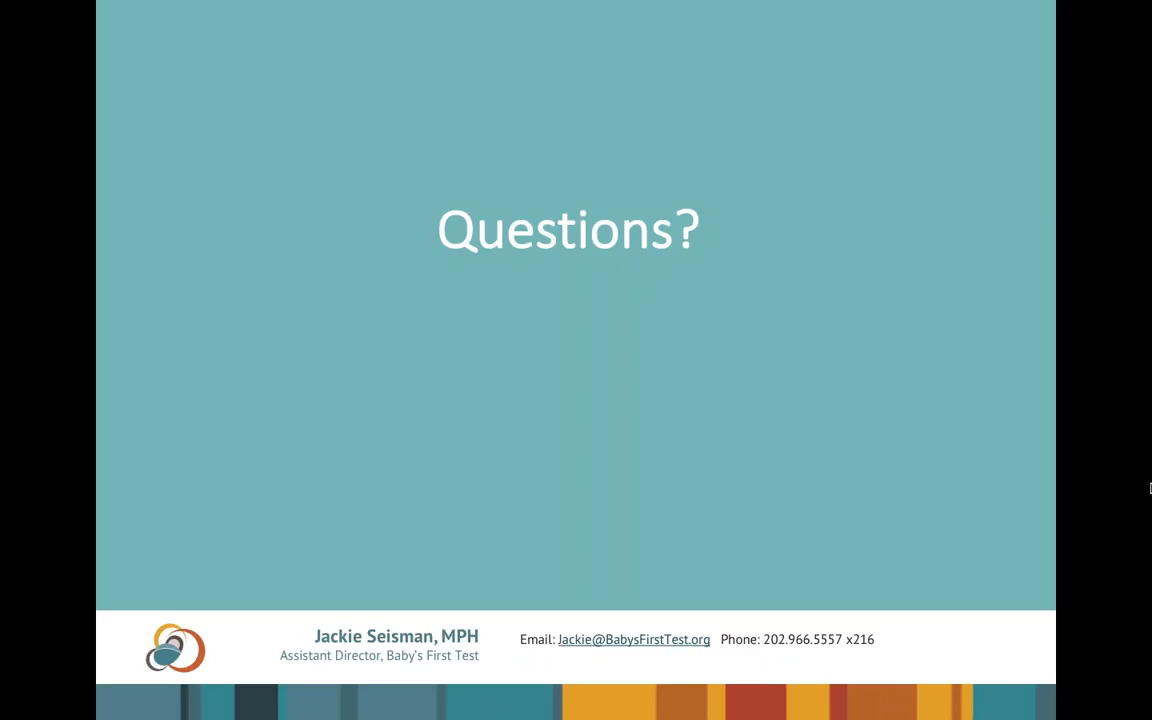 Questions?
Jackie Seisman, MPH
Assistant Director, Baby's First Test
Email: Jackie@BabysFirstTest.org Phone: 202.966.5557 x216